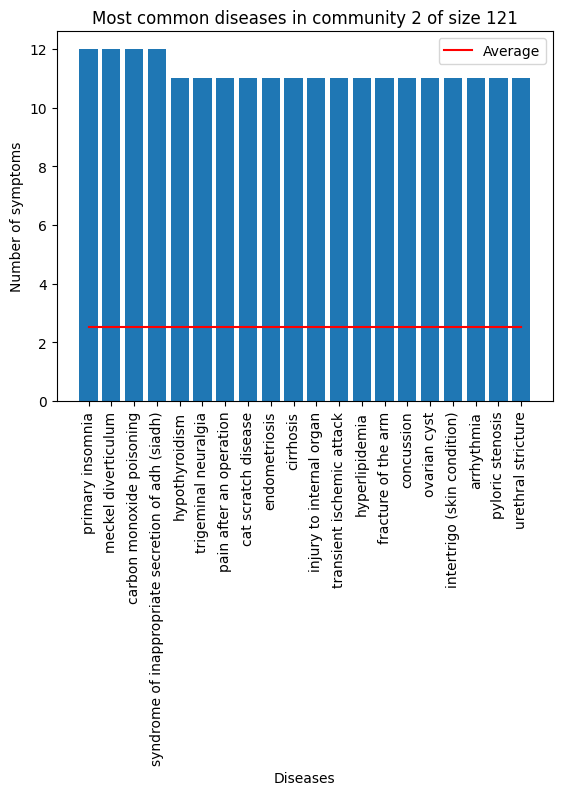 Most common diseases in community 2 of size 121
Average
Number of symptoms
12
10
8
6
4
2
0
primary insomnia
meckel diverticulum
carbon monoxide poisoning
syndrome of inappropriate secretion of adh (siadh)
hypothyroidism
trigeminal neuralgia
pain after an operation
cat scratch disease
endometriosis
cirrhosis
injury to internal organ
transient ischemic attack
hyperlipidemia
fracture of the arm
concussion
ovarian cyst
intertrigo (skin condition)
arrhythmia
pyloric stenosis
urethral stricture
Diseases